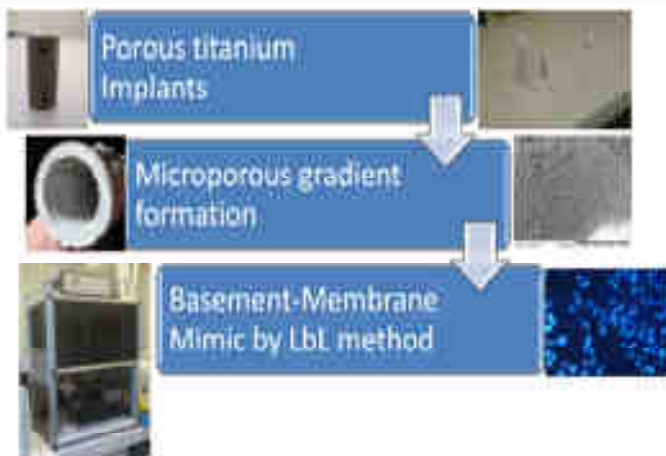 Porous titanium
Implants
Microporous gradient
formation
Basement-Membrane
Mimic by LbL method